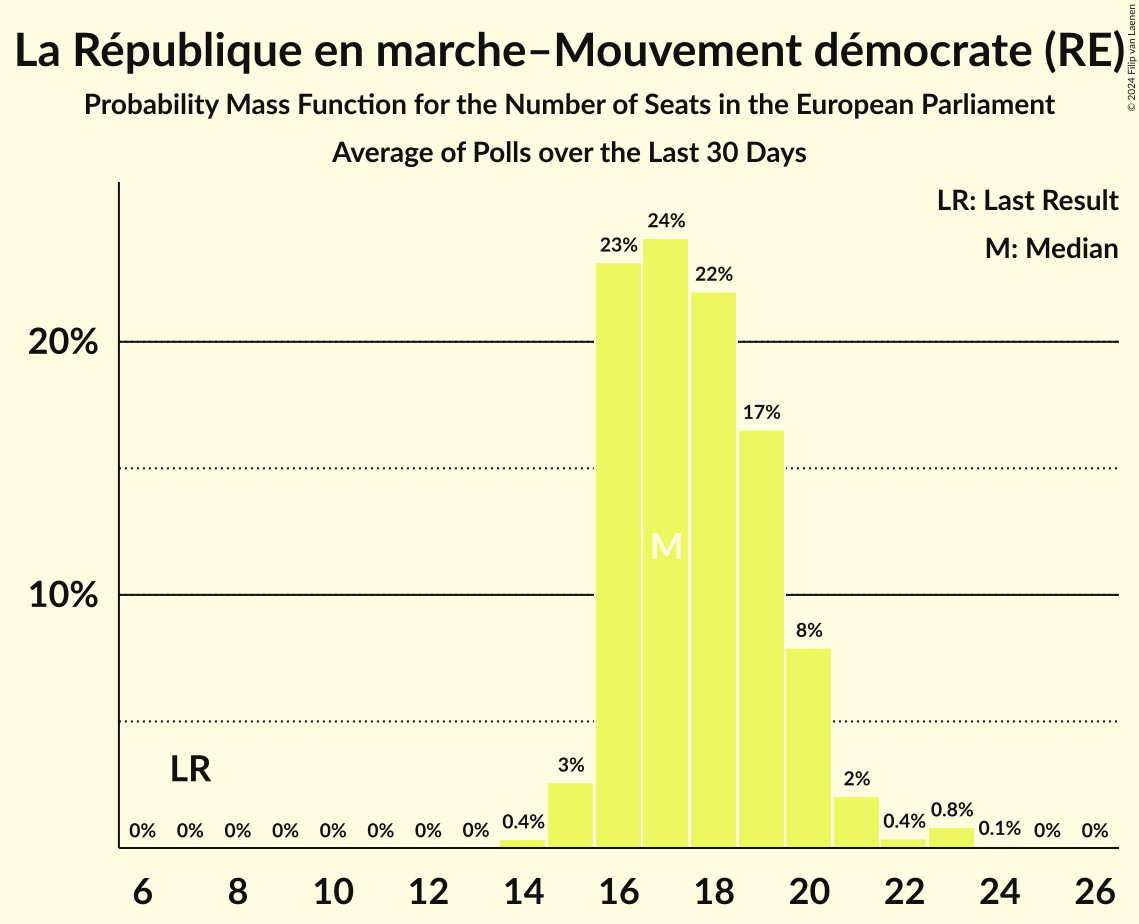 La République en marche–Mouvement démocrate (RE)
© 2024 Filip van Laenen
Probability Mass Function for the Number of Seats in the European Parliament
Average of Polls over the Last 30 Days
LR: Last Result
M: Median
24%
23%
22%
20%
17%
M
10%
8%
LR
3%
2%
0% 0% 0% 0% 0% 0% 0% 0% 0.4% 0.4% 0.8% 0.1% 0% 0%
6 8 10 12 14 16 18 20 22 24 26